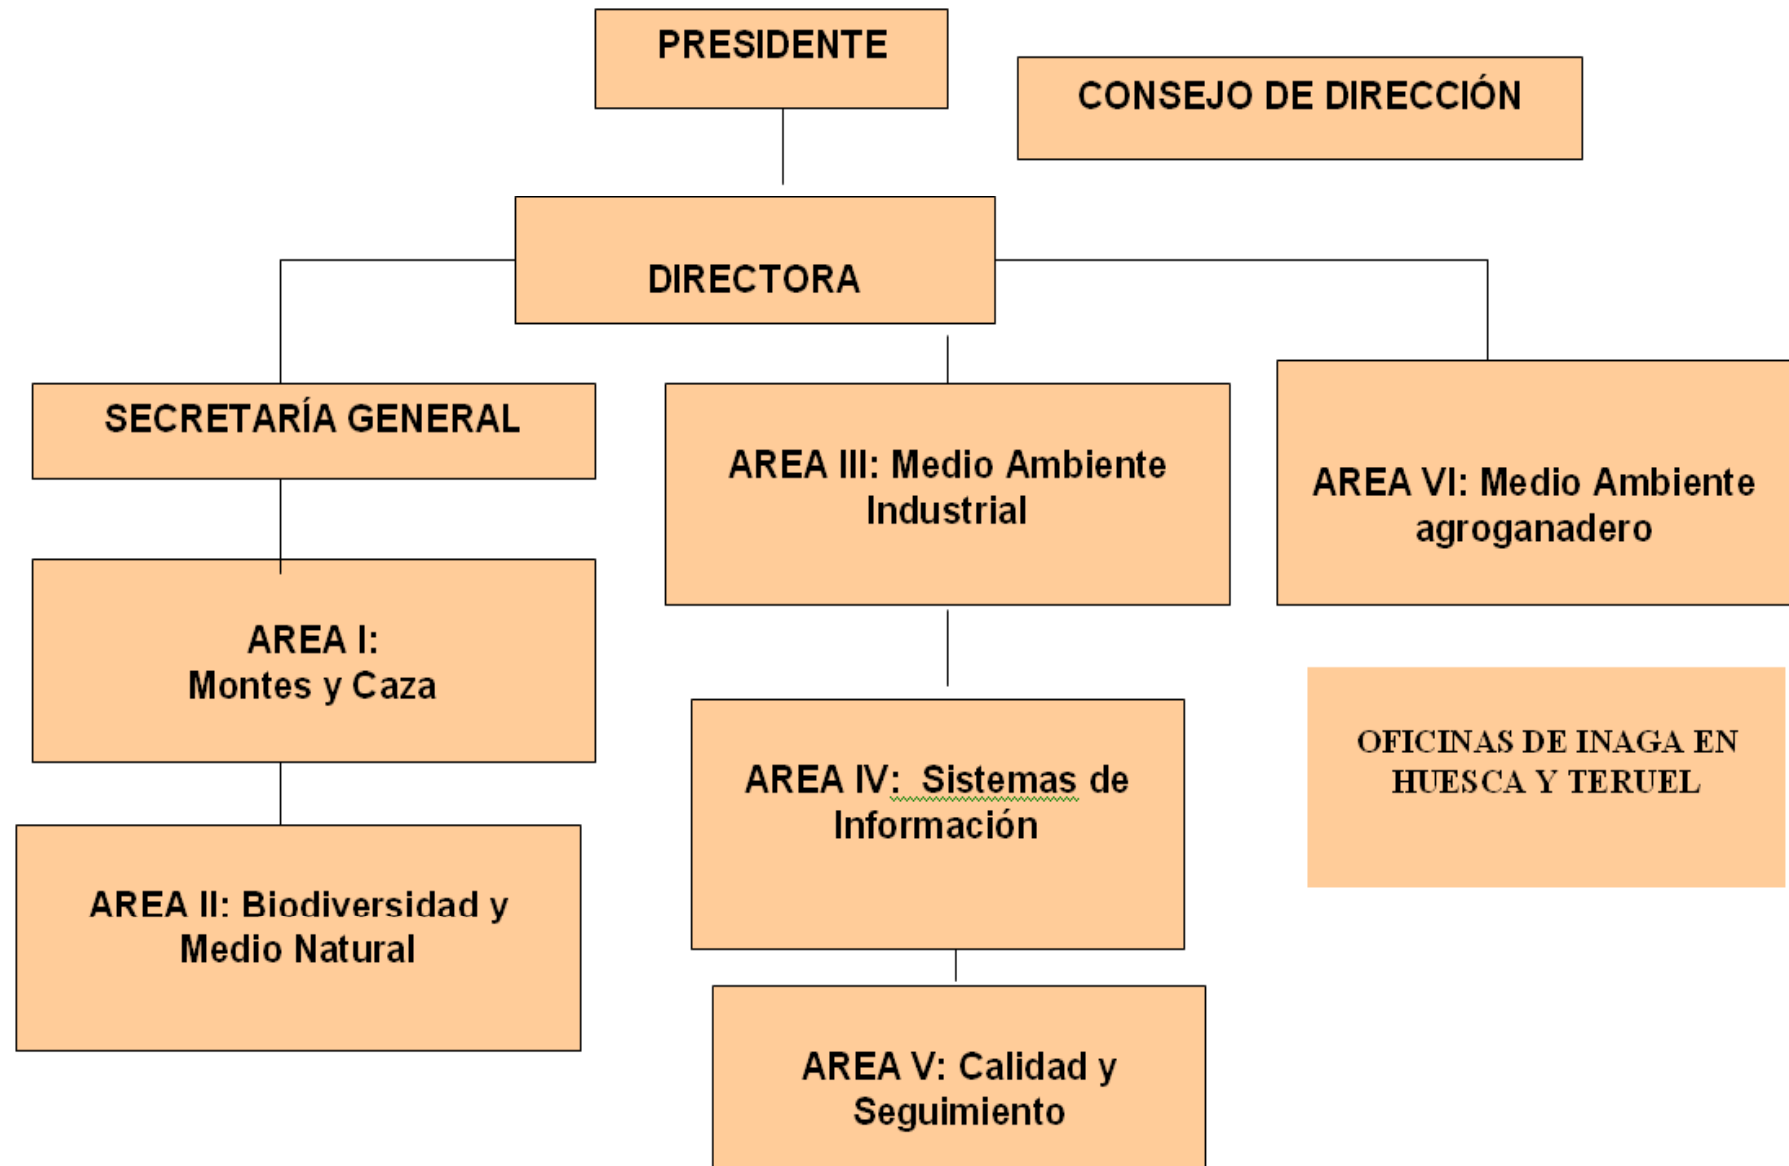 PRESIDENTE
CONSEJO DE DIRECCIÓN
DIRECTORA
SECRETARÍA GENERAL
AREA III: Medio Ambiente
Industrial
AREA VI: Medio Ambiente
agroganadero
AREA I:
Montes y Caza
AREA IV:  Sistemas de
Información
OFICINAS DE INAGA EN
HUESCA Y TERUEL
AREA II: Biodiversidad y
Medio Natural
AREA V: Calidad y
Seguimiento